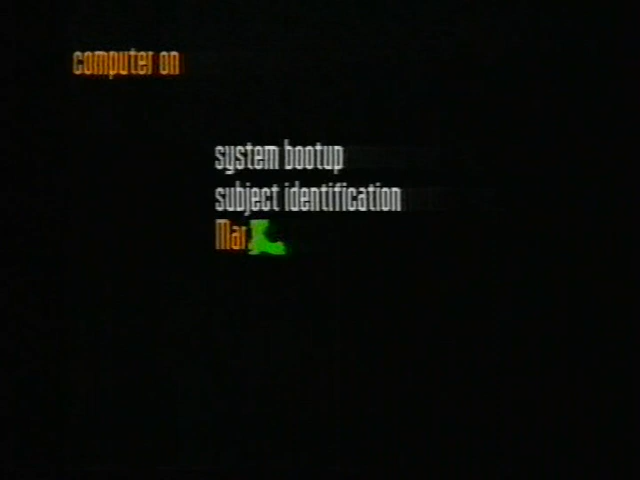 computer on
system bootup
subject identification
Mar